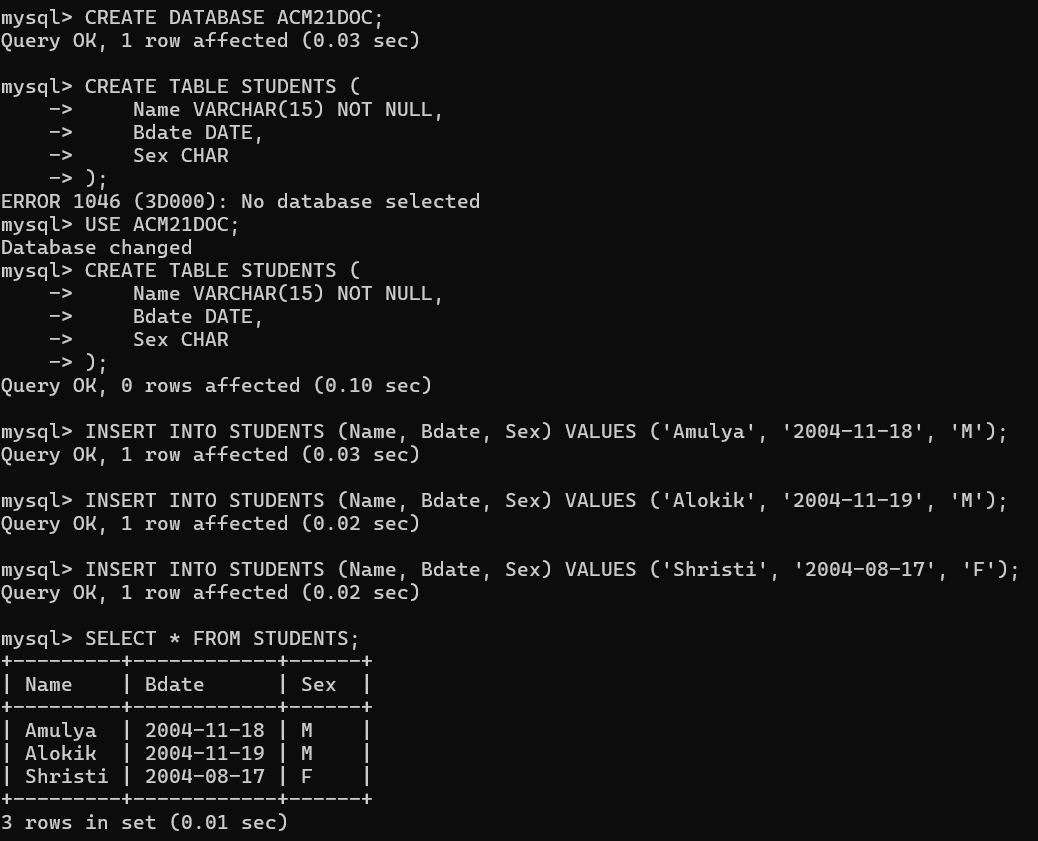 mysql> CREATE DATABASE ACM21DOC;
Query OK, 1 row affected (0.03 sec)

mysql> CREATE TABLE STUDENTS (
    ->     Name VARCHAR(15) NOT NULL,
    ->     Bdate DATE,
    ->     Sex CHAR
    -> );
ERROR 1046 (3D000): No database selected
mysql> USE ACM21DOC;
Database changed
mysql> CREATE TABLE STUDENTS (
    ->     Name VARCHAR(15) NOT NULL,
    ->     Bdate DATE,
    ->     Sex CHAR
    -> );
Query OK, 0 rows affected (0.10 sec)

mysql> INSERT INTO STUDENTS (Name, Bdate, Sex) VALUES ('Amulya', '2004-11-18', 'M');
Query OK, 1 row affected (0.03 sec)

mysql> INSERT INTO STUDENTS (Name, Bdate, Sex) VALUES ('Alokik', '2004-11-19', 'M');
Query OK, 1 row affected (0.02 sec)

mysql> INSERT INTO STUDENTS (Name, Bdate, Sex) VALUES ('Shristi', '2004-08-17', 'F');
Query OK, 1 row affected (0.02 sec)

mysql> SELECT * FROM STUDENTS;
+---------+------------+------+
| Name    | Bdate      | Sex  |
+---------+------------+------+
| Amulya  | 2004-11-18 | M    |
| Alokik  | 2004-11-19 | M    |
| Shristi | 2004-08-17 | F    |
+---------+------------+------+
3 rows in set (0.01 sec)